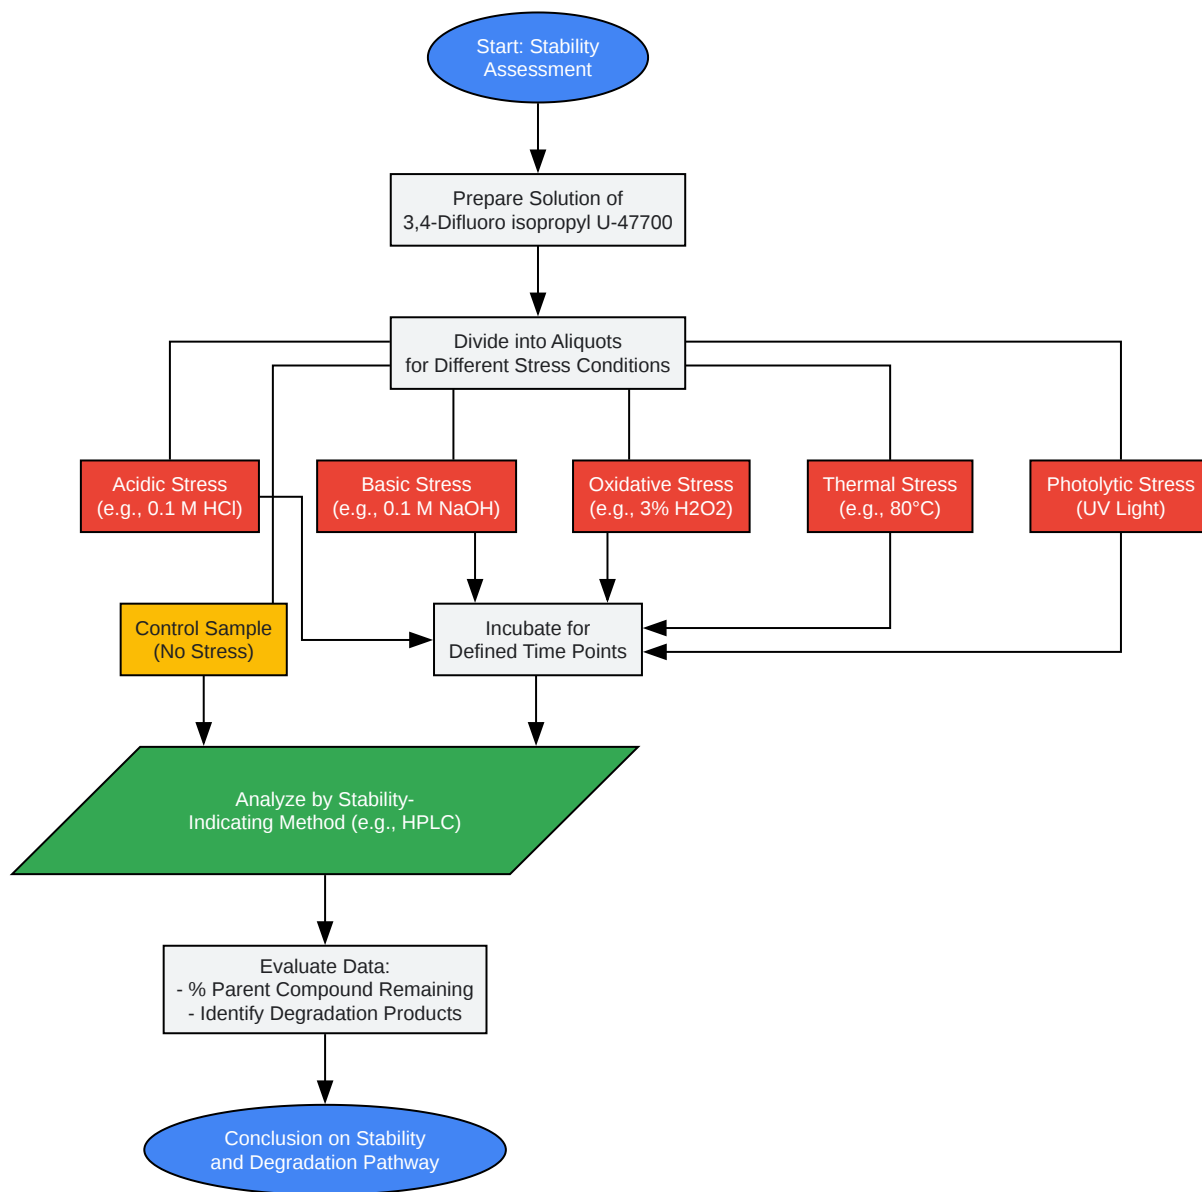 Start: Stability
Assessment
Prepare Solution of
3,4-Difluoro isopropyl U-47700
Divide into Aliquots
for Different Stress Conditions
Acidic Stress
(e.g., 0.1 M HCl)
Basic Stress
(e.g., 0.1 M NaOH)
Oxidative Stress
(e.g., 3% H2O2)
Thermal Stress
(e.g., 80°C)
Photolytic Stress
(UV Light)
Control Sample
(No Stress)
Incubate for
Defined Time Points
Analyze by Stability-
Indicating Method (e.g., HPLC)
Evaluate Data:
- % Parent Compound Remaining
- Identify Degradation Products
Conclusion on Stability
and Degradation Pathway